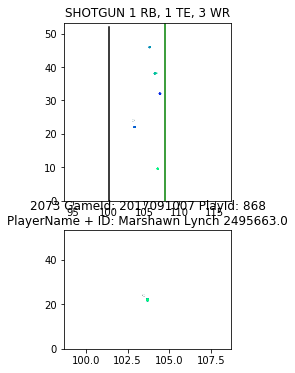 SHOTGUN 1 RB, 1 TE, 3 WR
50
40
30
20
10
0
95 100 105 110 115
2073 GameId: 2017091007 PlayId: 868
PlayerName + ID: Marshawn Lynch 2495663.0
40
20
0
100.0 102.5 105.0 107.5